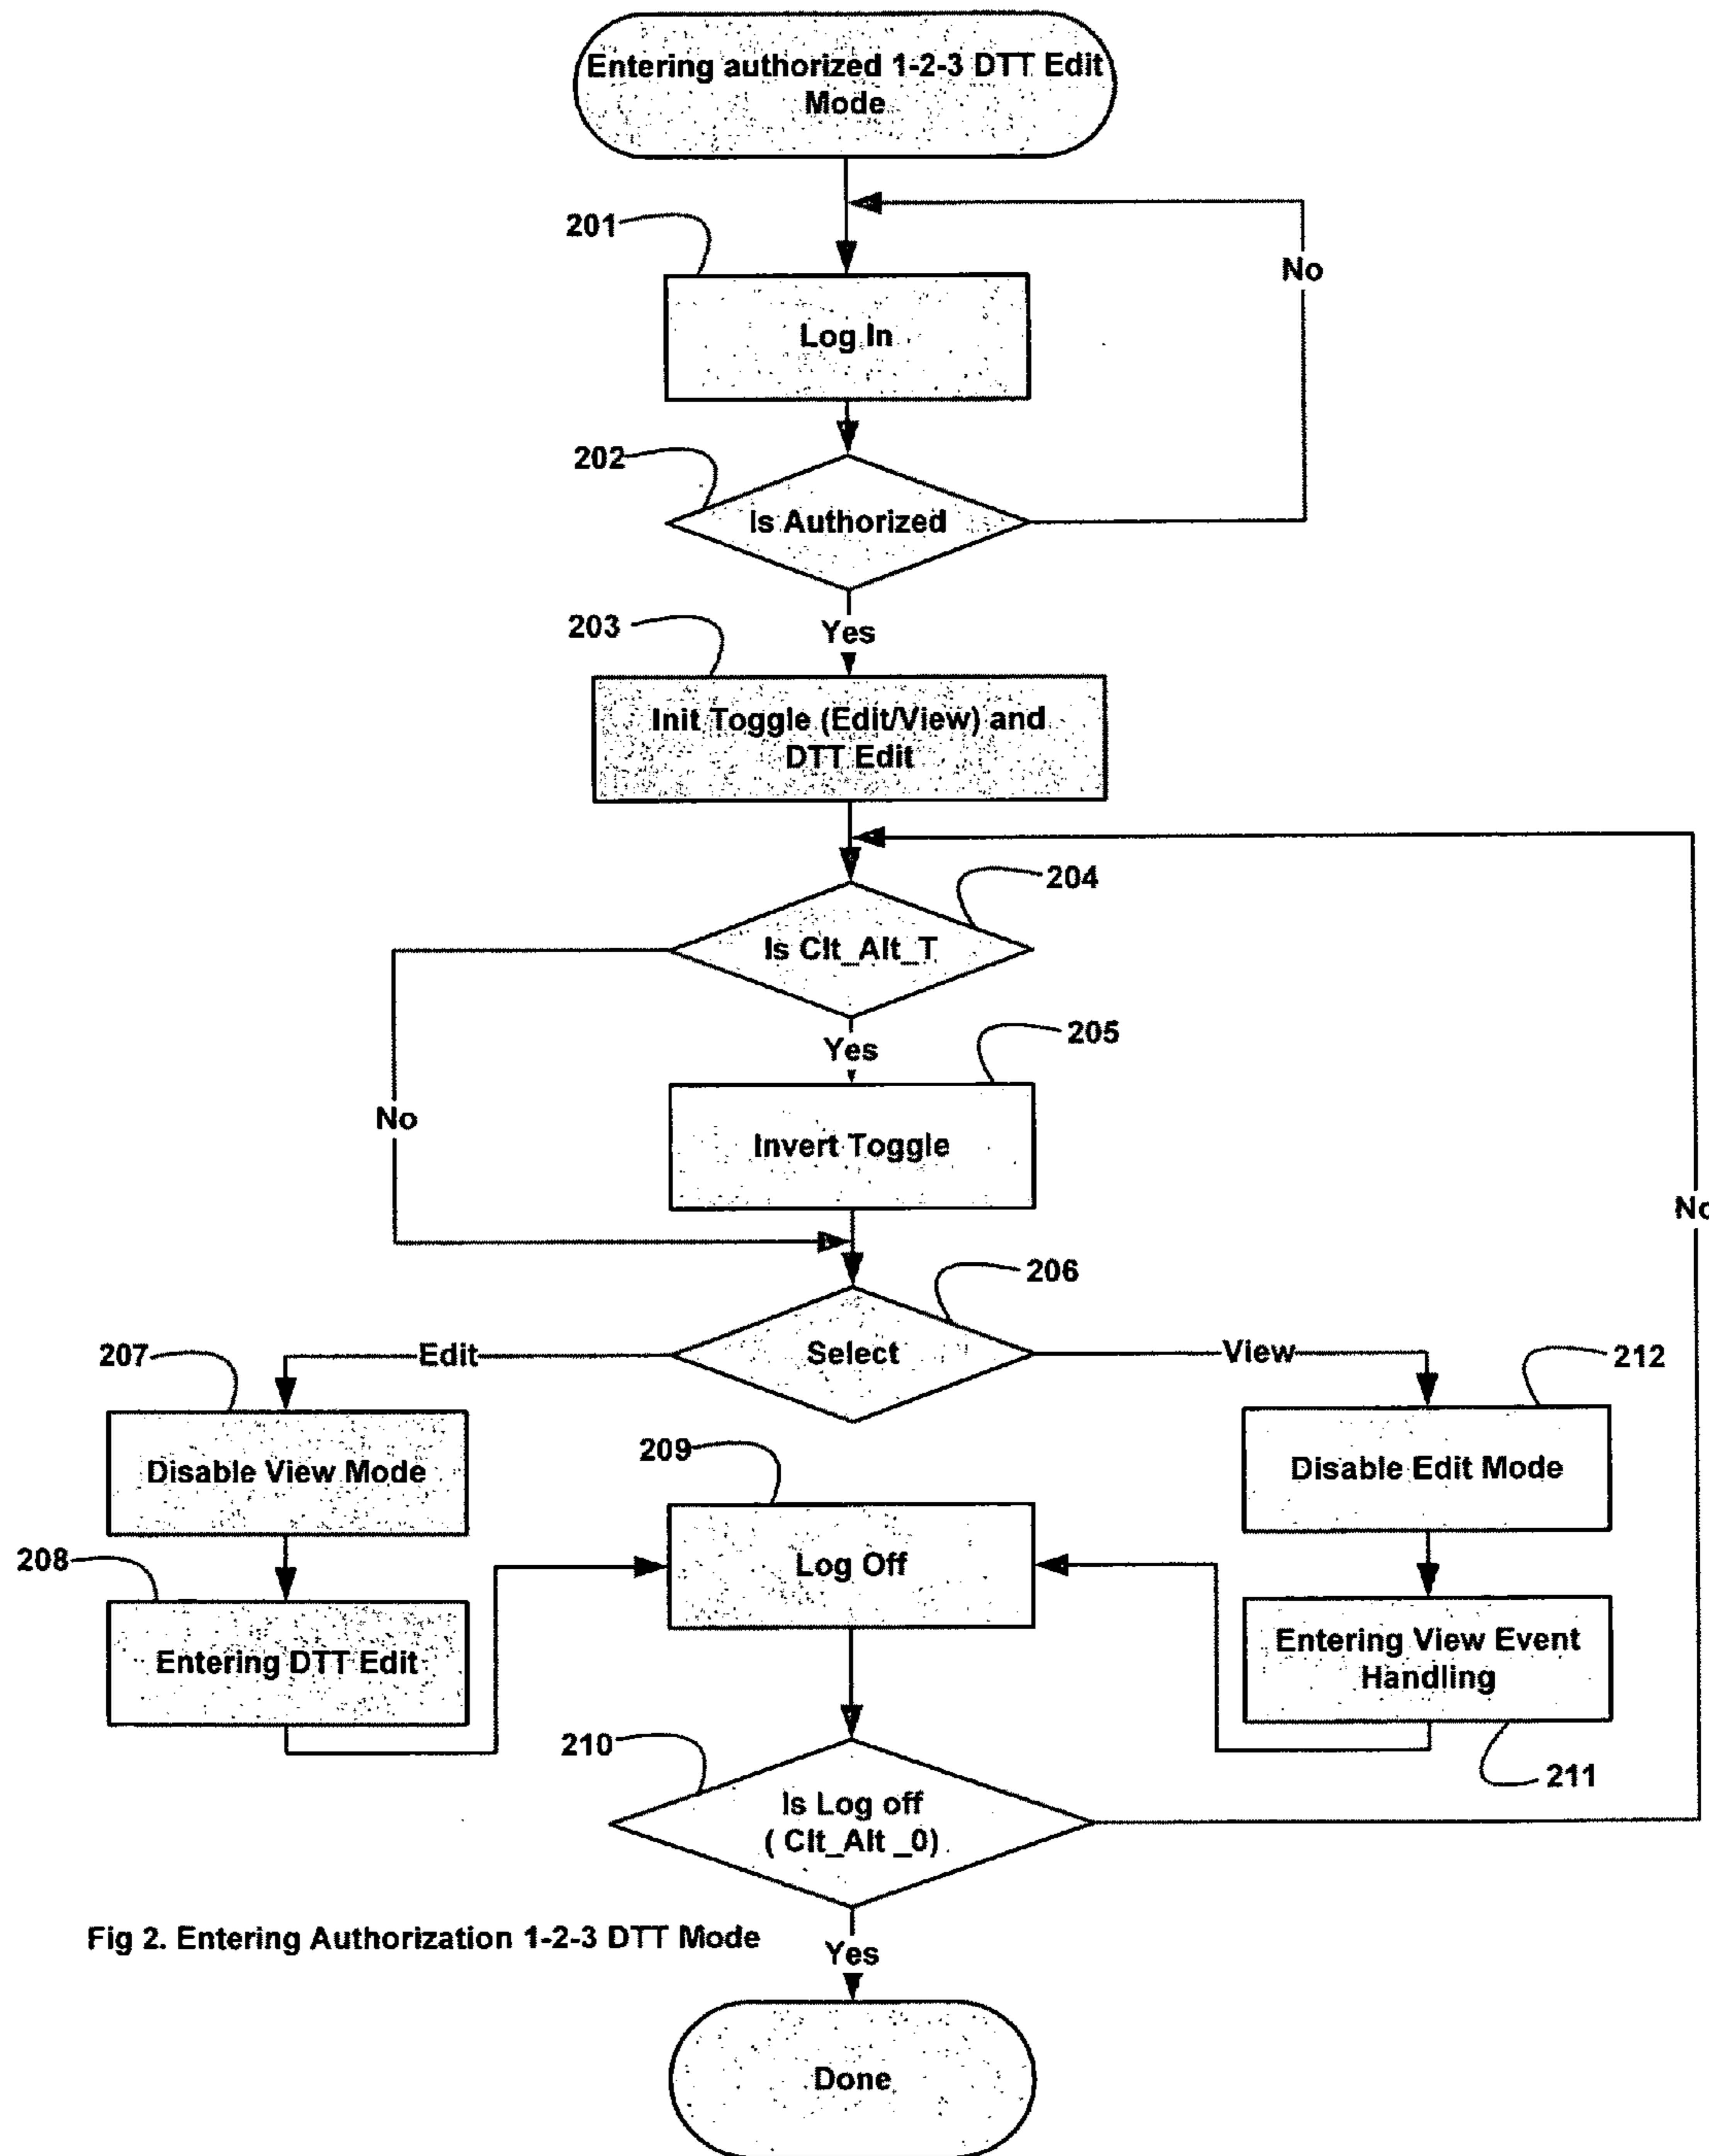 Entering authorized 1-2-3 DTT Edit
Mode
201
No
Log In
202
Is Authorized
203
Yes
Init Toggle (Edit/View) and
DTT Edit
204
Is Clt_Alt_T
205
Yes
No
Invert Toggle
No
206
207
Edit
Select
View
212
209
Disable View Mode
Disable Edit Mode
208
Log Off
Entering DTT Edit
Entering View Event
Handling
210
211
Is Log off
( Clt_Alt _0)
Fig 2. Entering Authorization 1-2-3 DTT Mode
Yes
Done